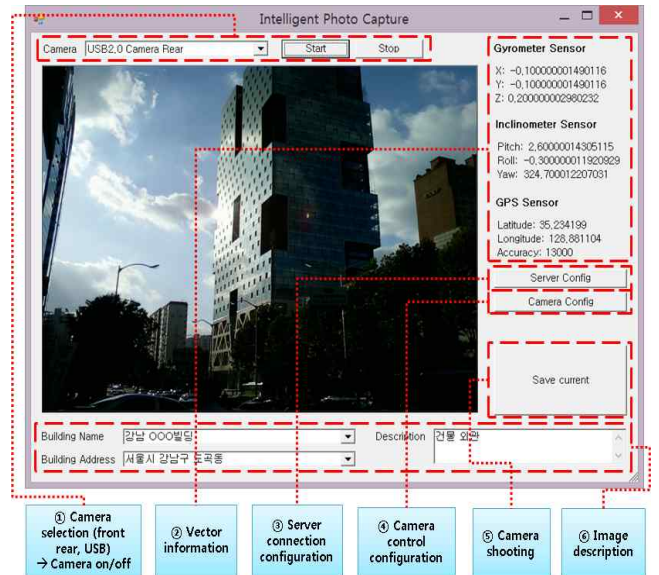 Intelligent Photo Capture
Camera USB2,0 Camera Rear Start Stop
Gyrometer Sensor
X: -0,100000001490116
Y: -0,100000001490116
Z: 0,200000002980232
Inclinometer Sensor
Pitch: 2,60000014305115
Roll: -0,300000011920929
Yaw: 324,700012207031
GPS Sensor
Latitude: 35,234199
Longitude: 128,881104
Accuracy: 13000
Server Config
Camera Config
Save current
Building Name 강남 OOO빌딩 Description 건물 외관
Building Address 서울시 강남구 도곡동
① Camera
selection (front
rear, USB)
→ Camera on/off
② Vector
information
③ Server
connection
configuration
④ Camera
control
configuration
⑤ Camera
shooting
⑥ Image
description